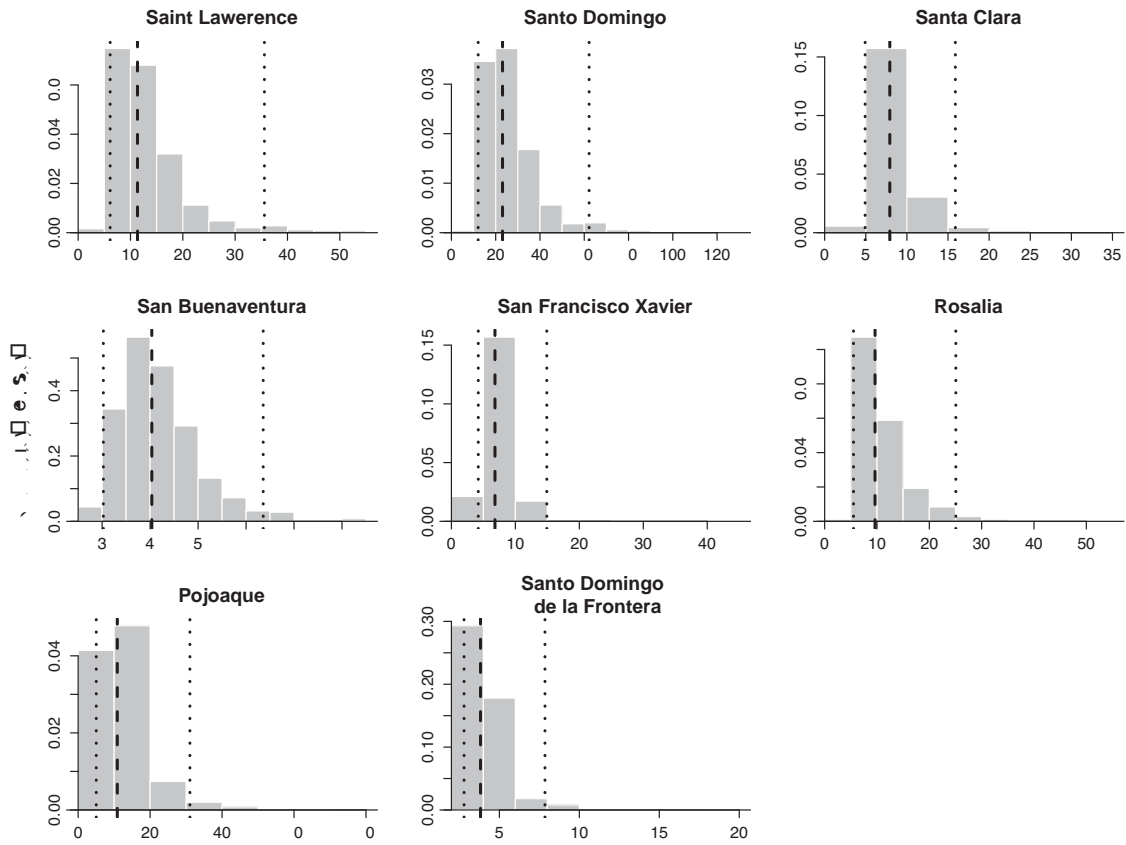 Saint Lawerence
Santo Domingo
Santa Clara
0.00 0.02 0.04 0.0
0 10 20 30 40 50
0.00 0.01 0.02 0.03
0 20 40 0 0 100 120
0.00 0.05 0.10 0.15
0 5 10 15 20 25 30 35
San Buenaventura
San Francisco Xavier
Rosalia
0.0 0.2 0.4
3 4 5
0.00 0.05 0.10 0.15
0 10 20 30 40
0.00 0.04 0.0
0 10 20 30 40 50
Pojoaque
Santo Domingo
de la Frontera
0.00 0.02 0.04
0 20 40 0 0
0.00 0.10 0.20 0.30
5 10 15 20